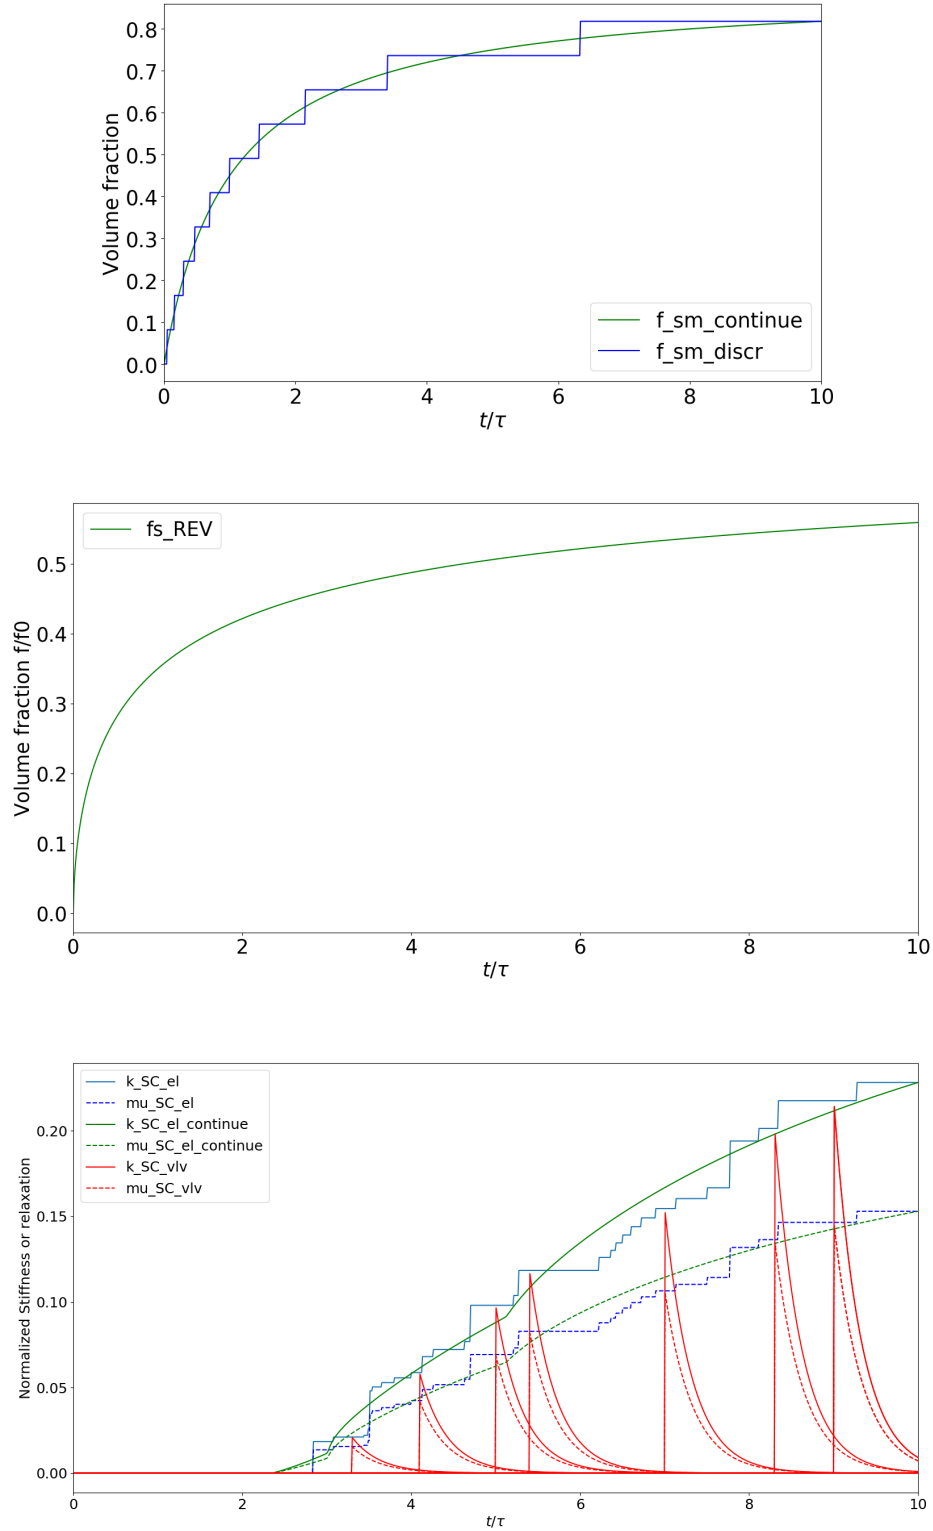 0.8
0.7
0.6
0.5
0.4
0.3
0.2
0.1
0.0
Volume fraction
f_sm_continue
f_sm_discr
0 2 4 6 8 10
t/τ
fs_REV
0.5
0.4
0.3
0.2
0.1
0.0
Volume fraction f/f0
0 2 4 6 8 10
t/τ
k_SC_el
mu_SC_el
k_SC_el_continue
mu_SC_el_continue
k_SC_vlv
mu_SC_vlv
0.20
0.15
0.10
0.05
0.00
Normalized Stiffness or relaxation
0 2 4 6 8 10
t/τ